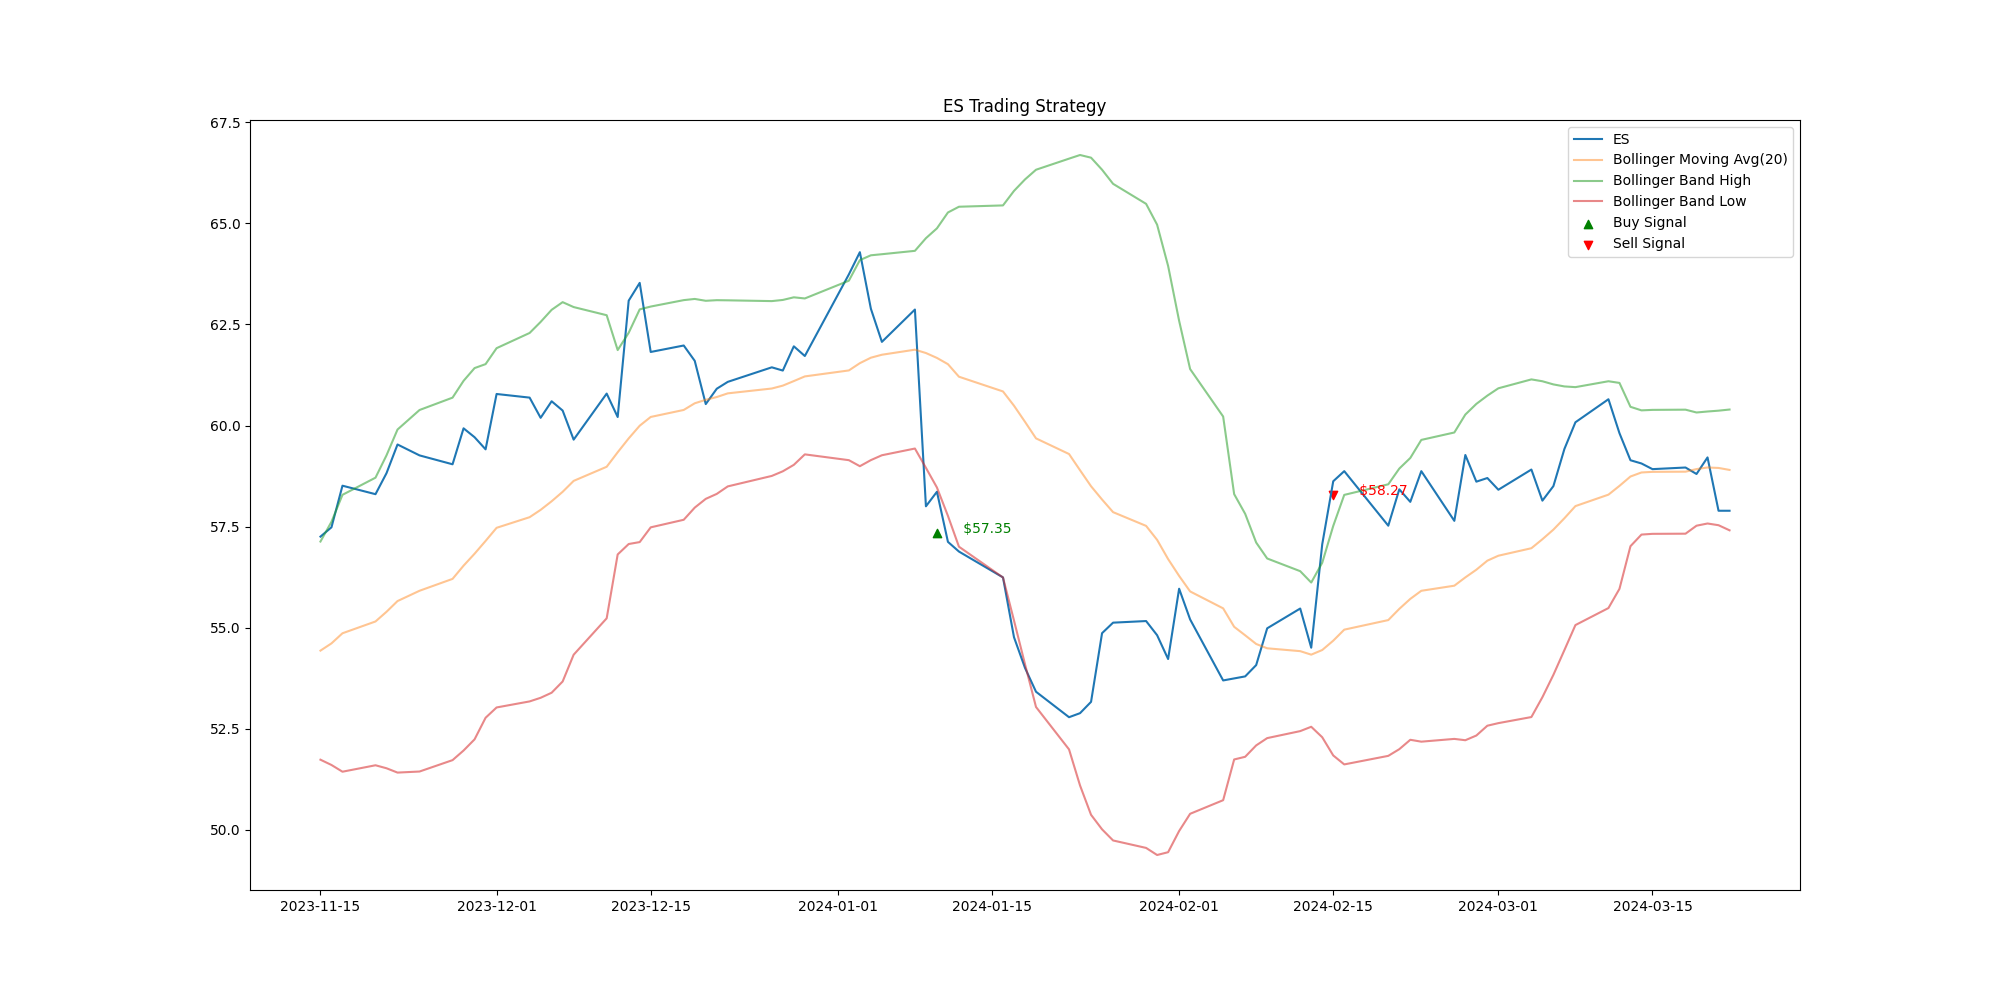 ES Trading Strategy
67.5
65.0
62.5
60.0
57.5
55.0
52.5
50.0
ES
Bollinger Moving Avg(20)
Bollinger Band High
Bollinger Band Low
Buy Signal
Sell Signal
$58.27
$57.35
2023-11-15 2023-12-01 2023-12-15 2024-01-01 2024-01-15 2024-02-01 2024-02-15 2024-03-01 2024-03-15